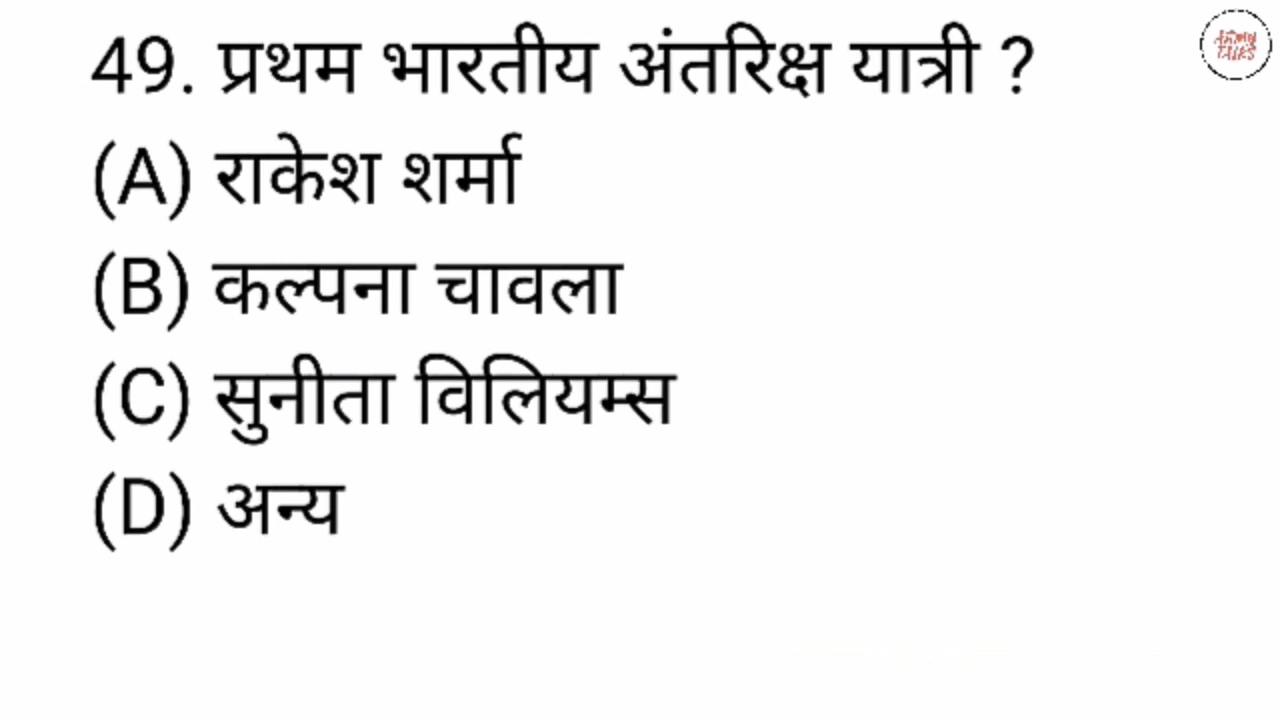 49. प्रथम भारतीय अंतरिक्ष यात्री ?
(A) राकेश शर्मा
(B) कल्पना चावला
(C) सुनीता विलियम्स
(D) अन्य